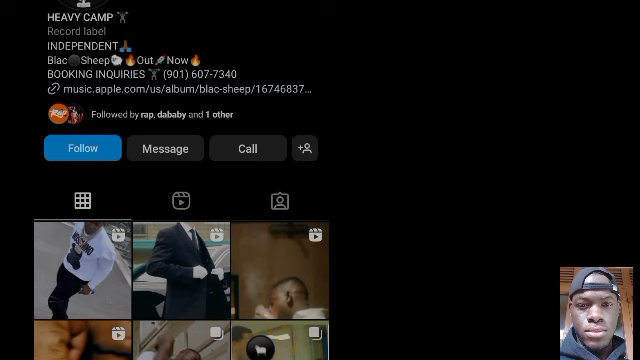 HEAVY CAMP 🏋🏿
Record label
INDEPENDENT🙏🏾
Blac⚫Sheep🐑🔥Out🚀Now🔥
BOOKING INQUIRIES 🏋🏿 (901) 607-7340
music.apple.com/us/album/blac-sheep/16746837…
Followed by rap, dababy and 1 other
Follow
Message
Call